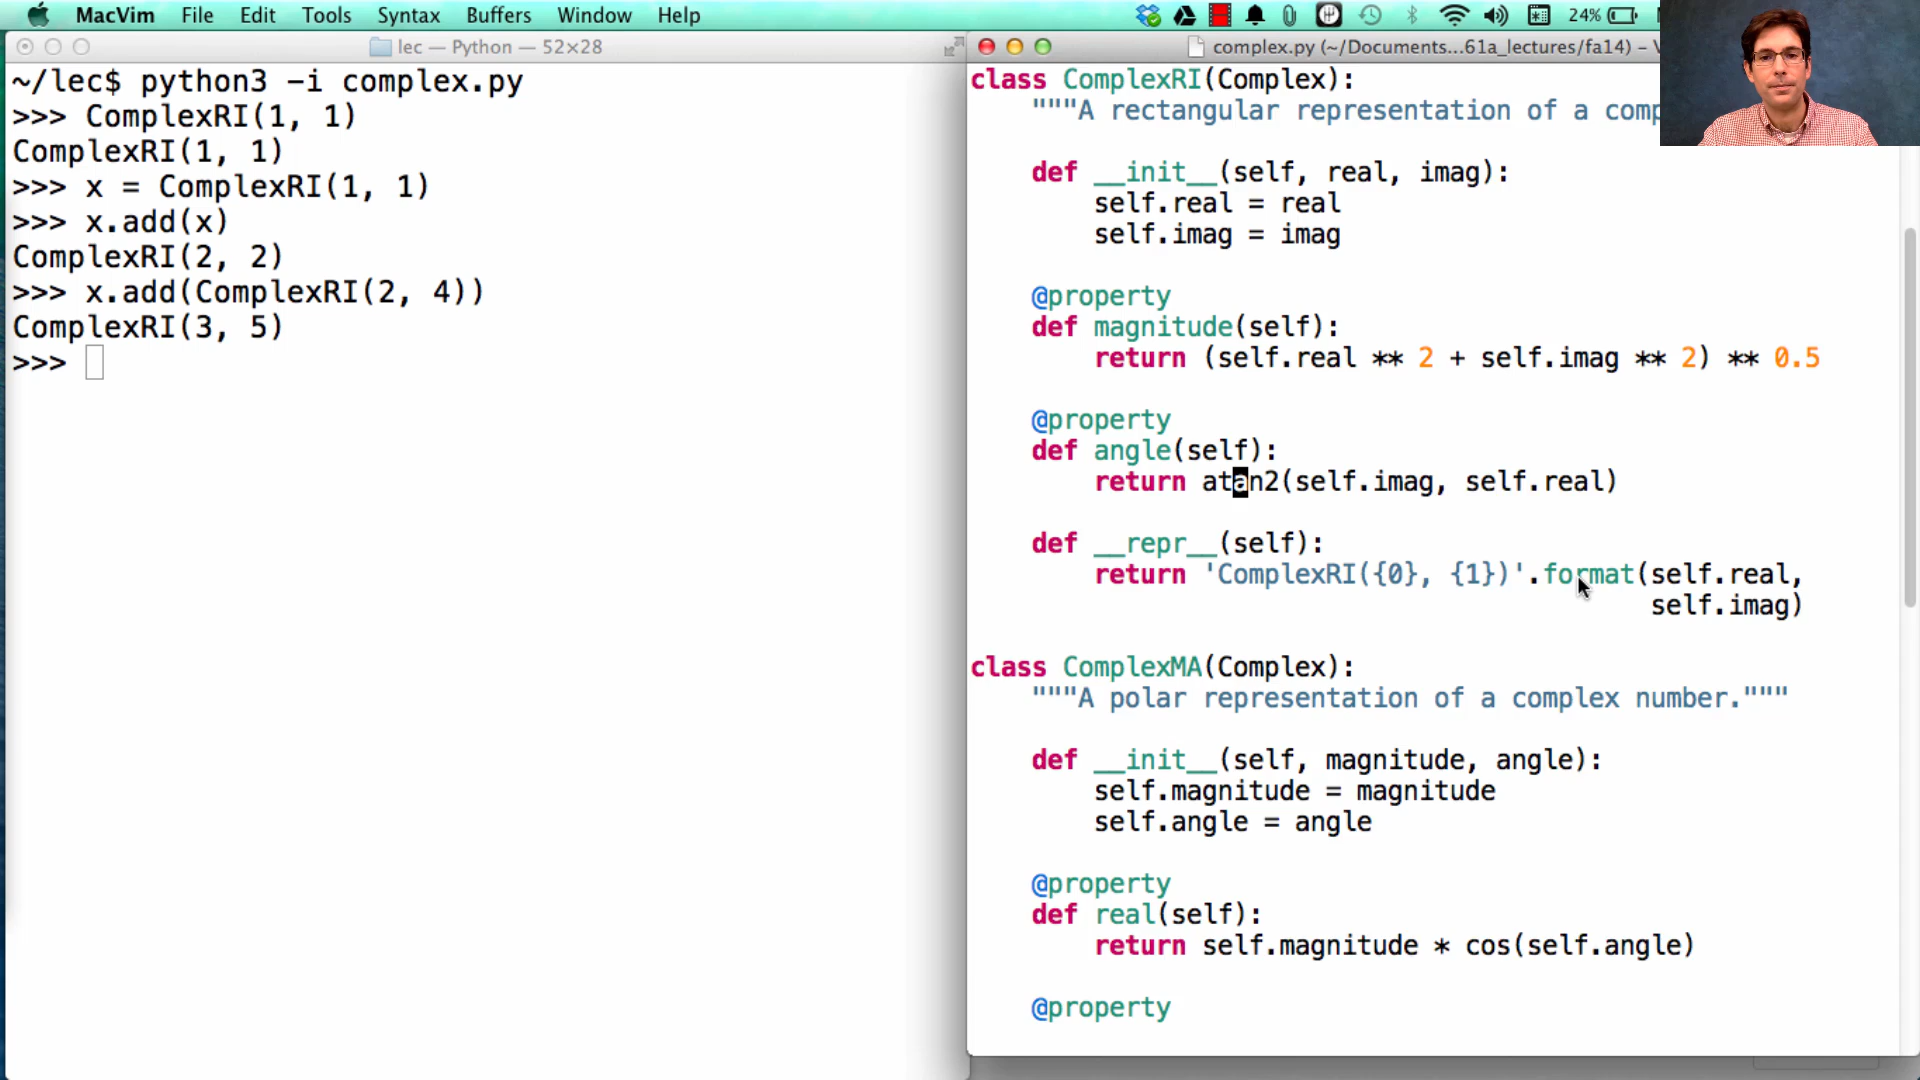 MacVim File Edit Tools Syntax Buffers Window Help 24%
lec — Python — 52×28
~/lec$ python3 -i complex.py
>>> ComplexRI(1, 1)
ComplexRI(1, 1)
>>> x = ComplexRI(1, 1)
>>> x.add(x)
ComplexRI(2, 2)
>>> x.add(ComplexRI(2, 4))
ComplexRI(3, 5)
>>>
complex.py (~/Documents...61a_lectures/fa14) – V
class ComplexRI(Complex):
"""A rectangular representation of a comp
def __init__(self, real, imag):
self.real = real
self.imag = imag
@property
def magnitude(self):
return (self.real ** 2 + self.imag ** 2) ** 0.5
@property
def angle(self):
return atan2(self.imag, self.real)
def __repr__(self):
return 'ComplexRI({0}, {1})'.format(self.real,
self.imag)
class ComplexMA(Complex):
"""A polar representation of a complex number."""
def __init__(self, magnitude, angle):
self.magnitude = magnitude
self.angle = angle
@property
def real(self):
return self.magnitude * cos(self.angle)
@property